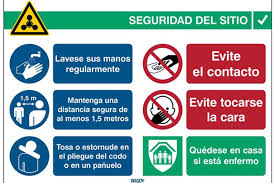 SEGURIDAD DEL SITIO
Lavese sus manos
regularmente
Evite
el contacto
1,5 m
Mantenga una
distancia segura de
al menos 1,5 metros
Evite tocarse
la cara
Tosa o estornude en
el pliegue del codo
o en un pañuelo
Quédese en casa
si está enfermo
BRADY